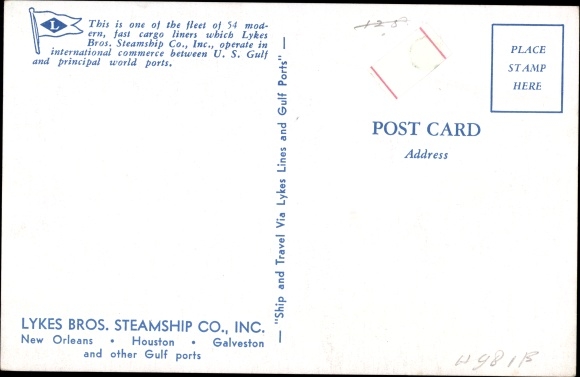 L
This is one of the fleet of 54 mod-
ern, fast cargo liners which Lykes
Bros. Steamship Co., Inc., operate in
international commerce between U. S. Gulf
and principal world ports.
LYKES BROS. STEAMSHIP CO., INC.
New Orleans • Houston • Galveston
and other Gulf ports
— "Ship and Travel Via Lykes Lines and Gulf Ports" —
PLACE
STAMP
HERE
POST CARD
Address